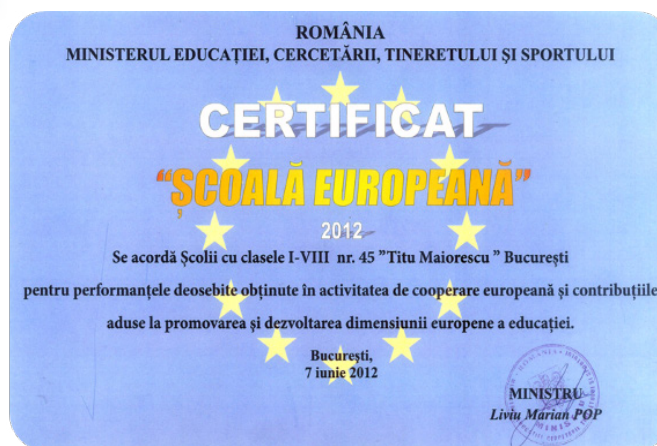 ROMÂNIA
MINISTERUL EDUCAȚIEI, CERCETĂRII, TINERETULUI ȘI SPORTULUI
CERTIFICAT
"ȘCOALĂ EUROPEANĂ"
2012
Se acordă Școlii cu clasele I-VIII nr. 45 "Titu Maiorescu" București
pentru performanțele deosebite obținute în activitatea de cooperare europeană și contribuțiile
aduse la promovarea și dezvoltarea dimensiunii europene a educației.
București,
7 iunie 2012
MINISTRU
Liviu Marian POP